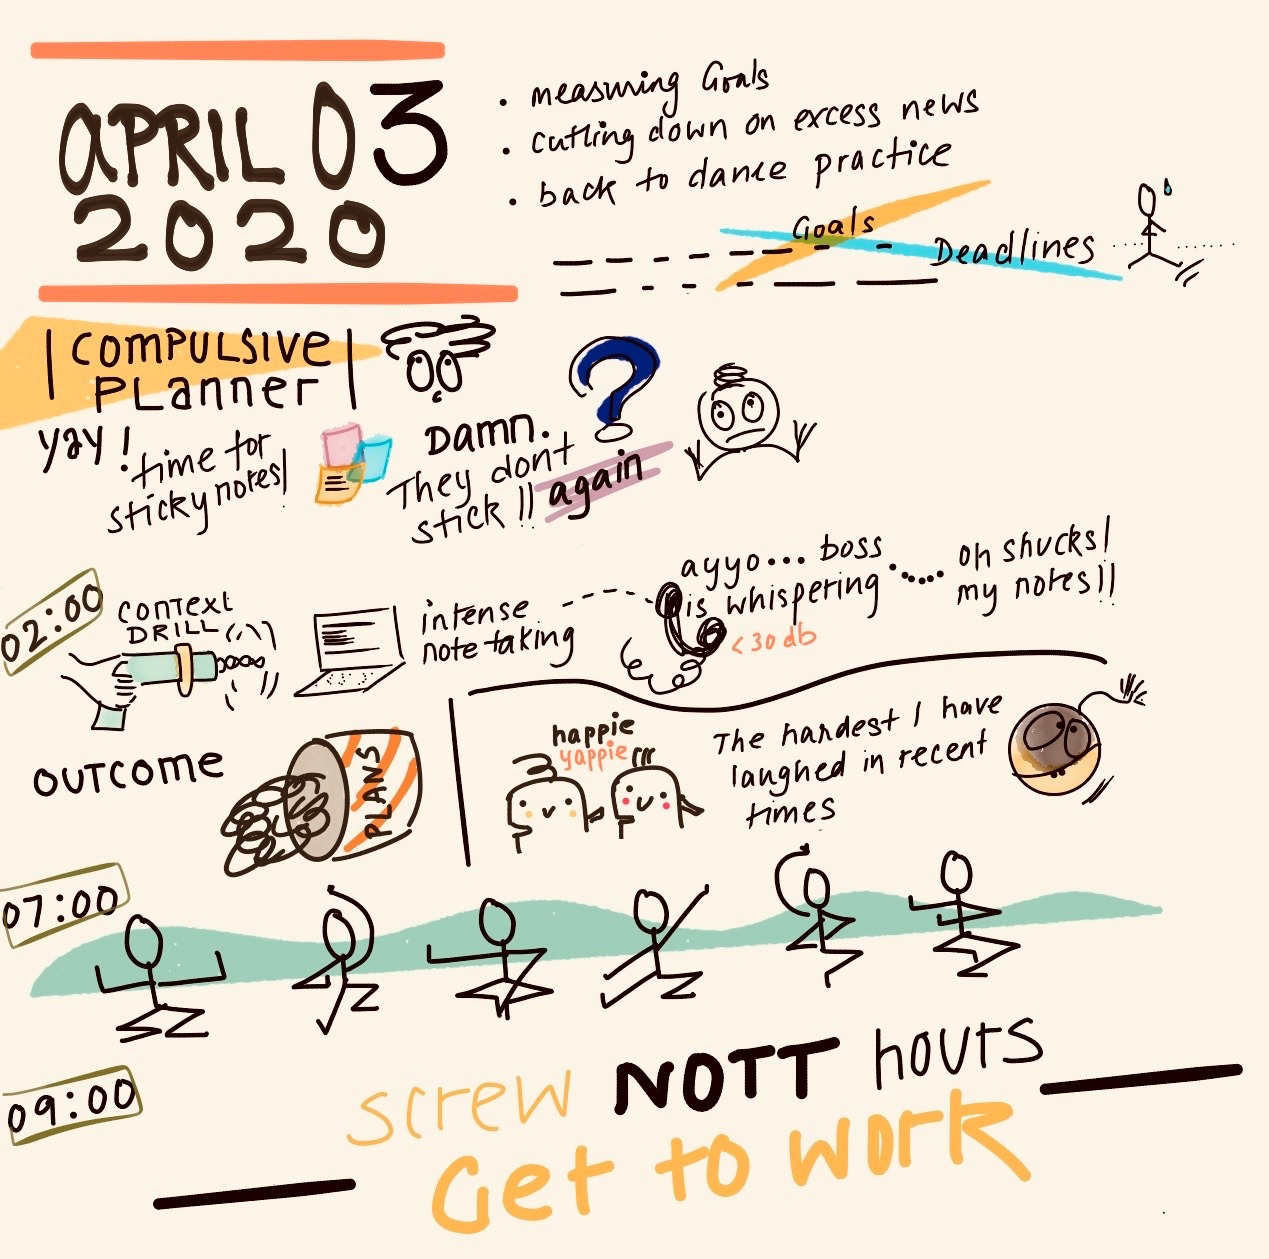 APRIL 03
2020
• measuring Goals
• cutting down on excess news
• back to dance practice
Goals
Deadlines
| COMPULSIVE |
PLanner
?
yay!
time for
sticky notes!
Damn.
They dont
stick !! again
02:00
CONTEXT
DRILL
intense
note taking
ayyo... boss
is whispering
<30 db
oh shucks!
my notes!!
OUTCOME
PLANS
happie
yappie
The hardest I have
laughed in recent
times
07:00
09:00
screw NOTT hours
Get to work